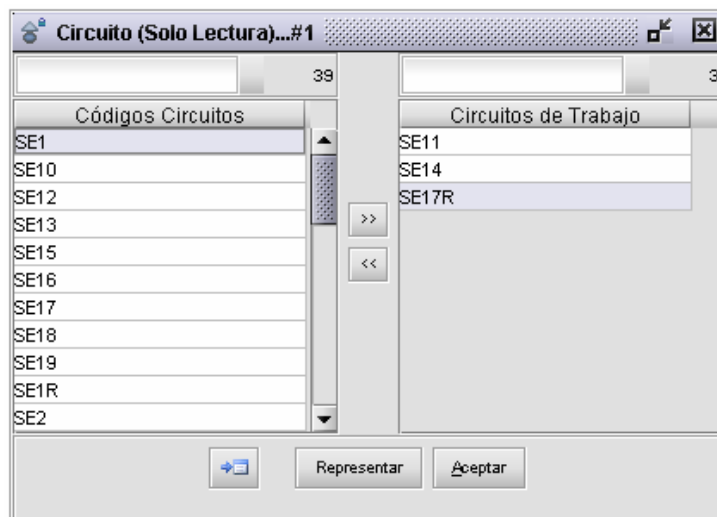 Circuito (Solo Lectura)...#1
39
3
Códigos Circuitos
Circuitos de Trabajo
SE1
SE10
SE12
SE13
SE15
SE16
SE17
SE18
SE19
SE1R
SE2
>>
<<
SE11
SE14
SE17R
Representar
Aceptar